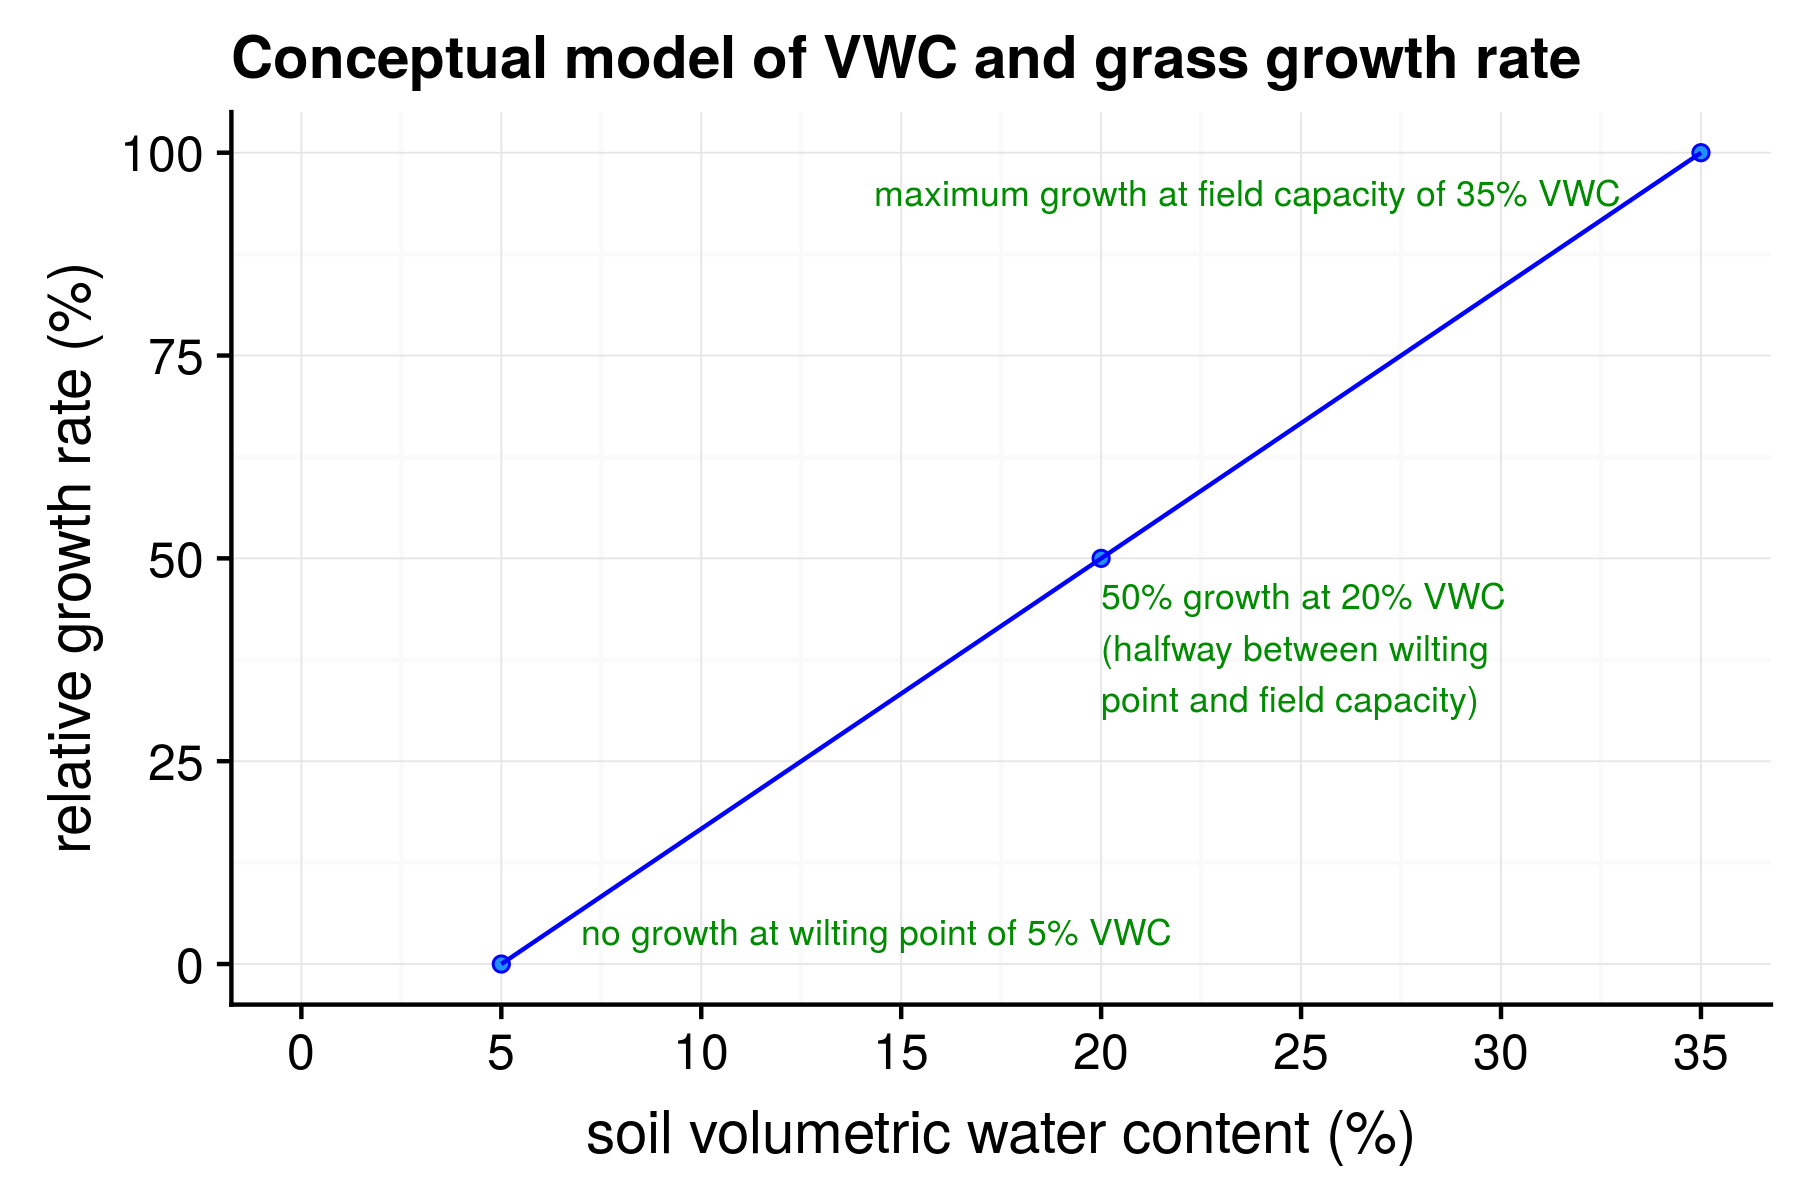 Conceptual model of VWC and grass growth rate
relative growth rate (%)
100
75
50
25
0
maximum growth at field capacity of 35% VWC
50% growth at 20% VWC
(halfway between wilting
point and field capacity)
no growth at wilting point of 5% VWC
0 5 10 15 20 25 30 35
soil volumetric water content (%)